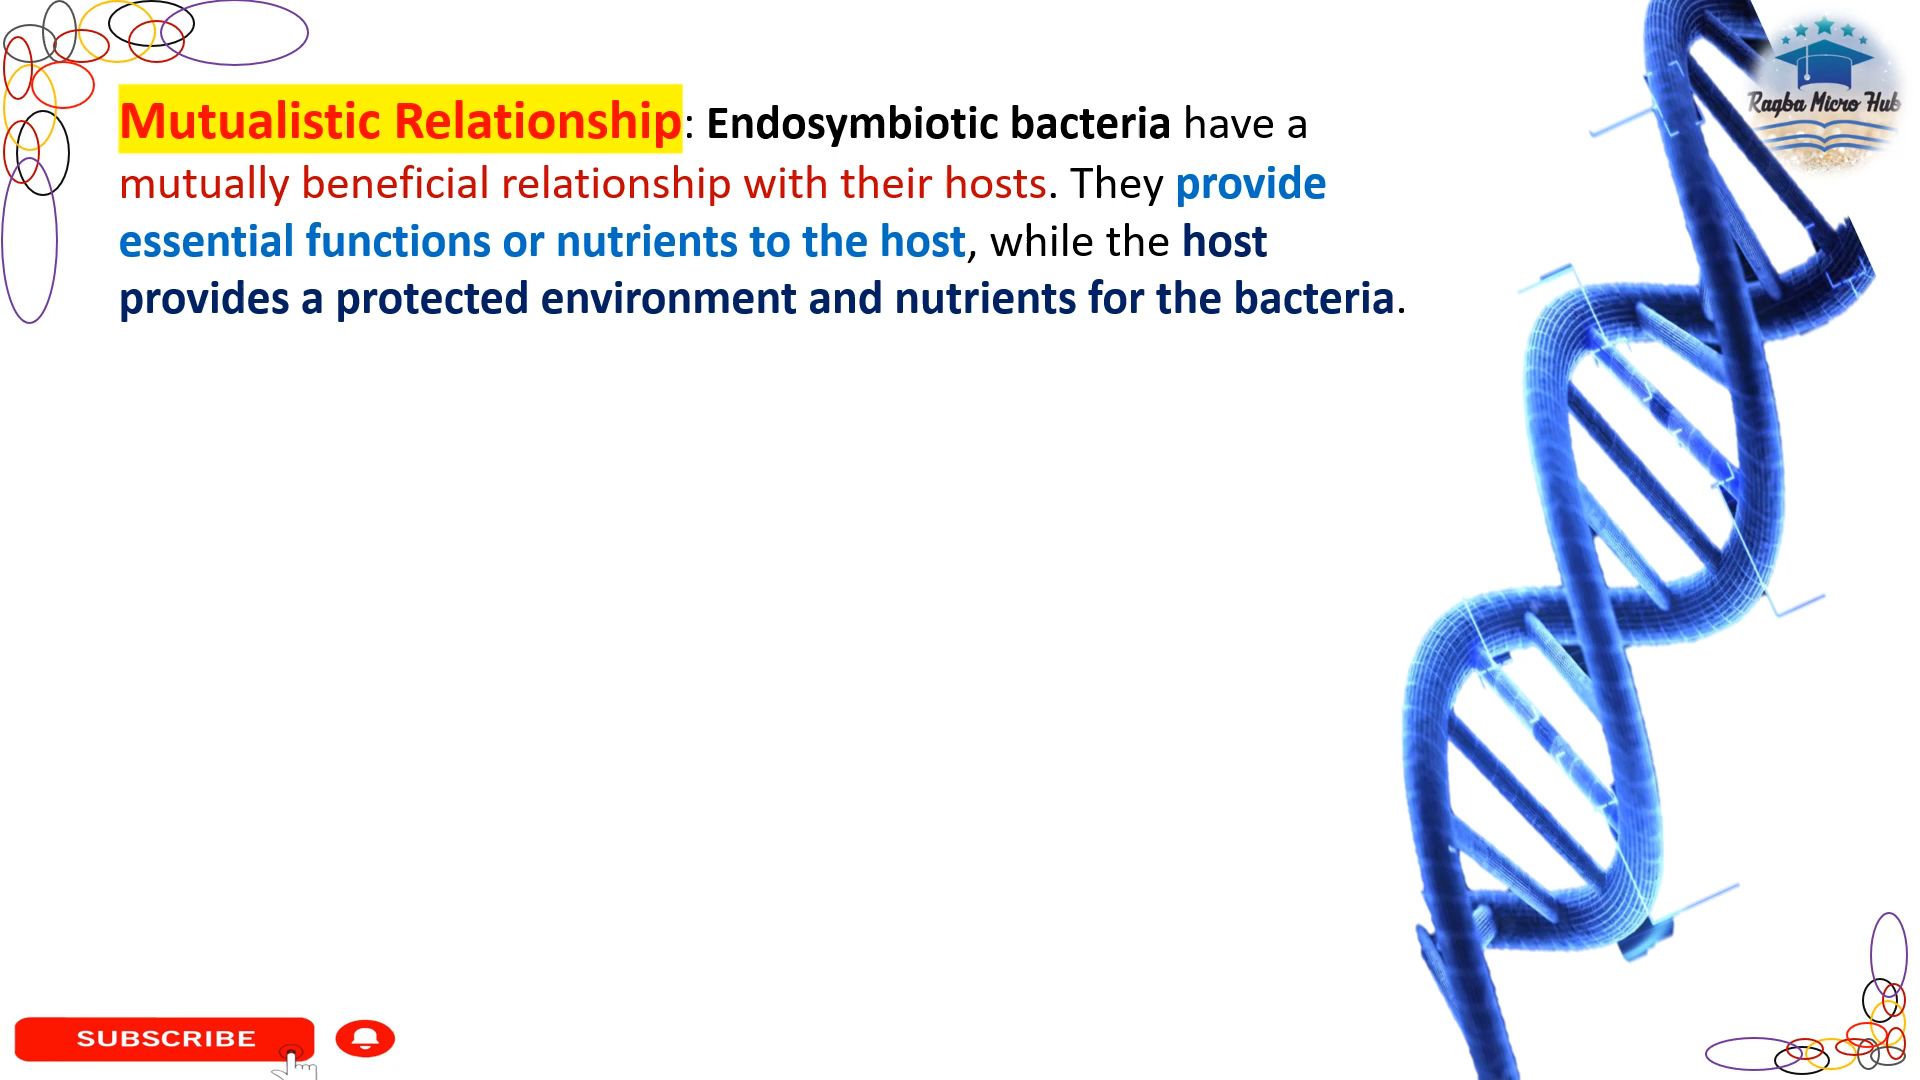 Mutualistic Relationship: Endosymbiotic bacteria have a
mutually beneficial relationship with their hosts. They provide
essential functions or nutrients to the host, while the host
provides a protected environment and nutrients for the bacteria.
Raqba Micro Hub
SUBSCRIBE